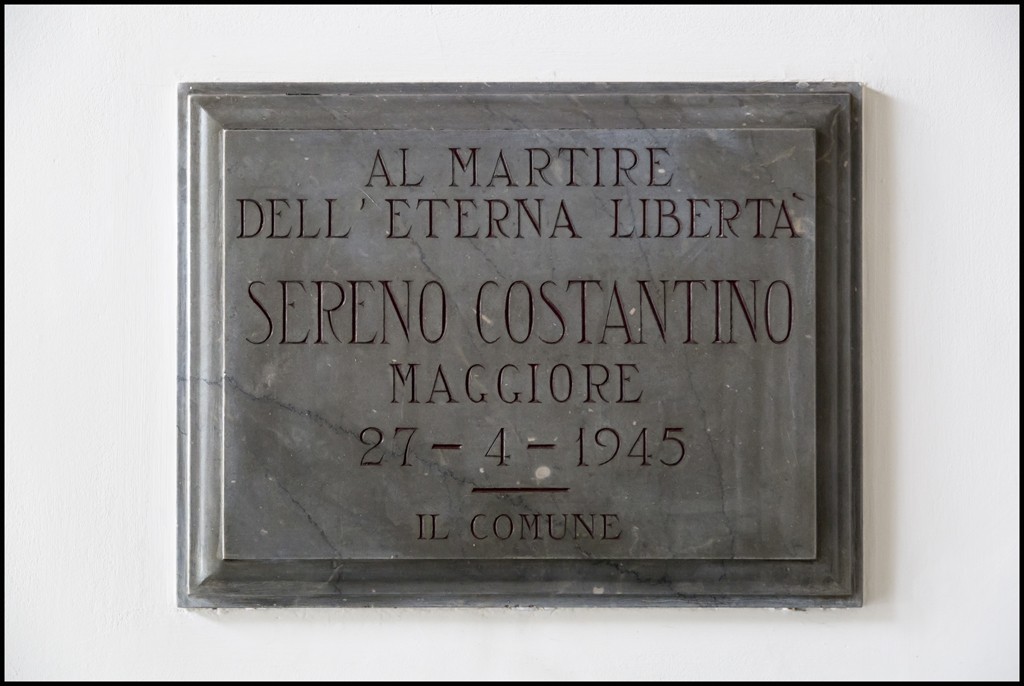 AL MARTIRE
DELL'ETERNA LIBERTÀ
SERENO COSTANTINO
MAGGIORE
27-4-1945
IL COMUNE